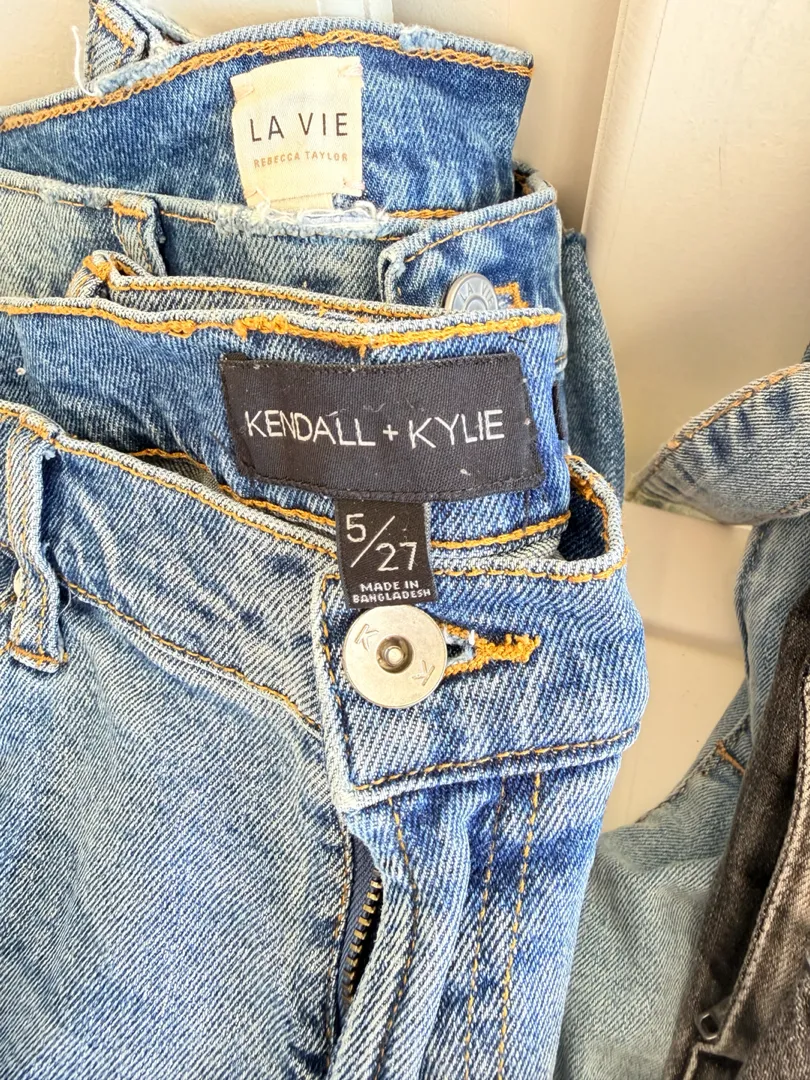 LA VIE
REBECCA TAYLOR
KENDALL + KYLIE
5/27
MADE IN
BANGLADESH
K
Y